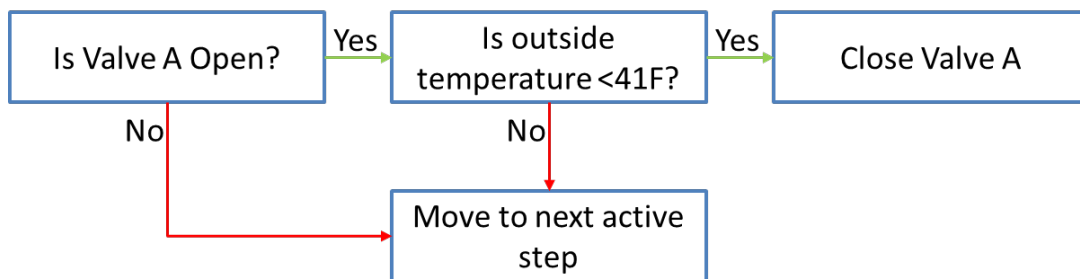 Is Valve A Open?
Yes
Is outside
temperature <41F?
Yes
Close Valve A
No
No
Move to next active
step